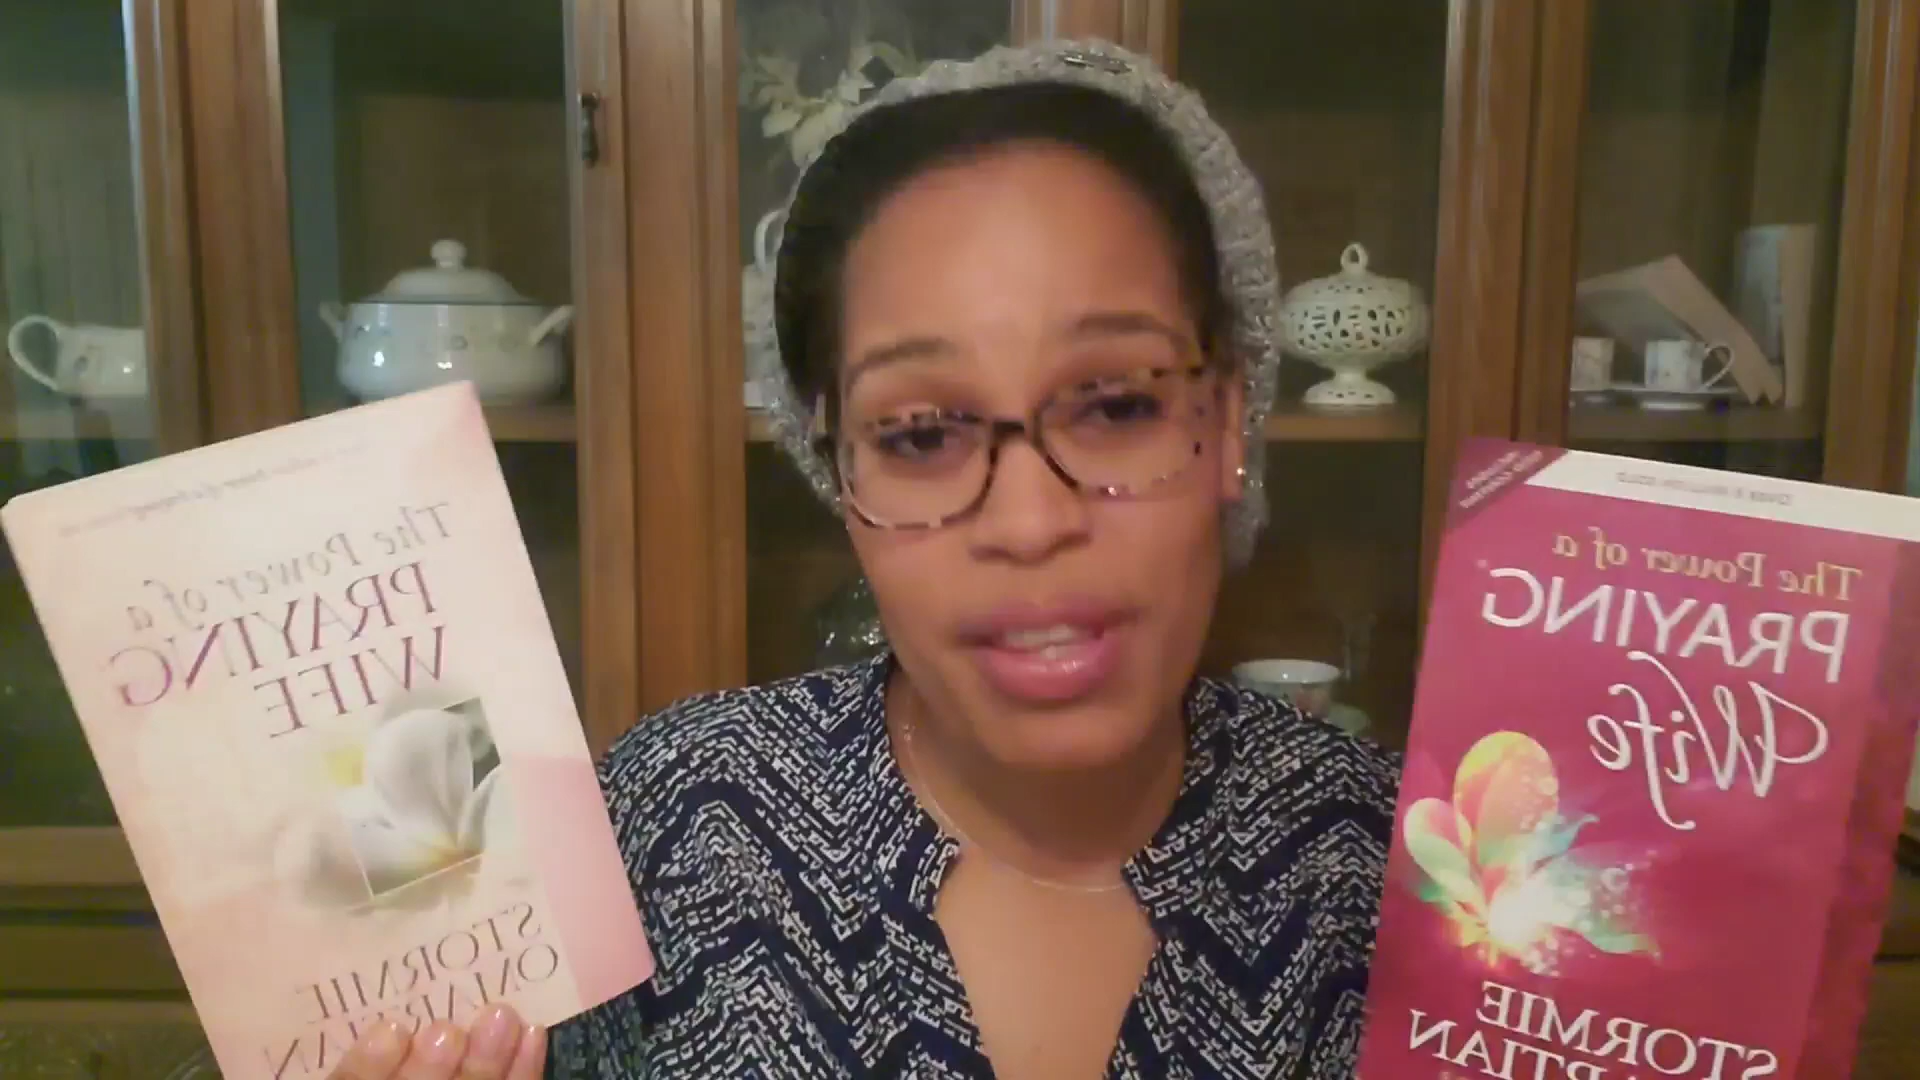 The Power of a
PRAYING
WIFE
STORMIE
OMARTIAN
The Power of a
PRAYING
Wife
STORMIE